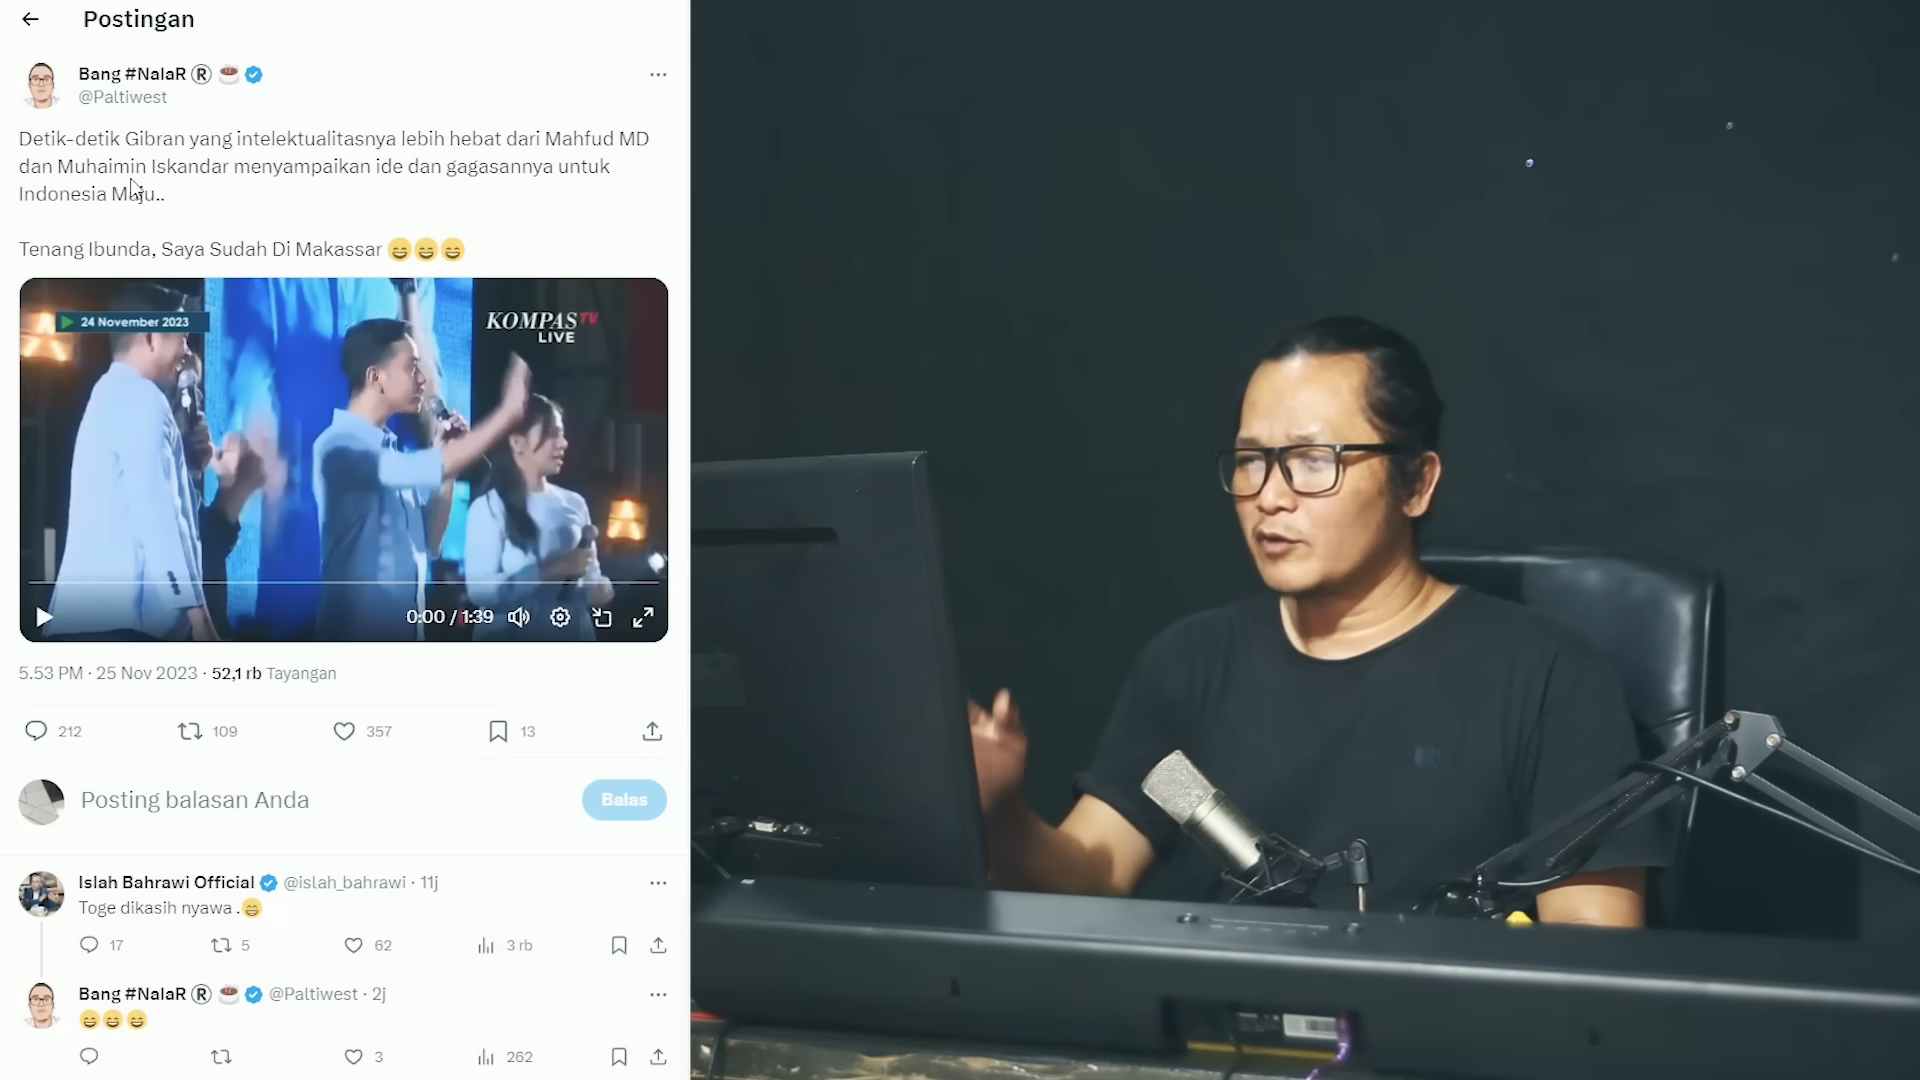 Postingan
Bang #NalaR ® ☕
@Paltiwest
Detik-detik Gibran yang intelektualitasnya lebih hebat dari Mahfud MD
dan Muhaimin Iskandar menyampaikan ide dan gagasannya untuk
Indonesia Maju..
Tenang Ibunda, Saya Sudah Di Makassar 😄😄😄
24 November 2023
KOMPAS TV
LIVE
0:00 / 1:39
5.53 PM · 25 Nov 2023 · 52,1 rb Tayangan
212 109 357 13
Posting balasan Anda
Balas
Islah Bahrawi Official @islah_bahrawi · 11j
Toge dikasih nyawa .😄
17 5 62 3 rb
Bang #NalaR ® ☕ @Paltiwest · 2j
😄😄😄
3 262